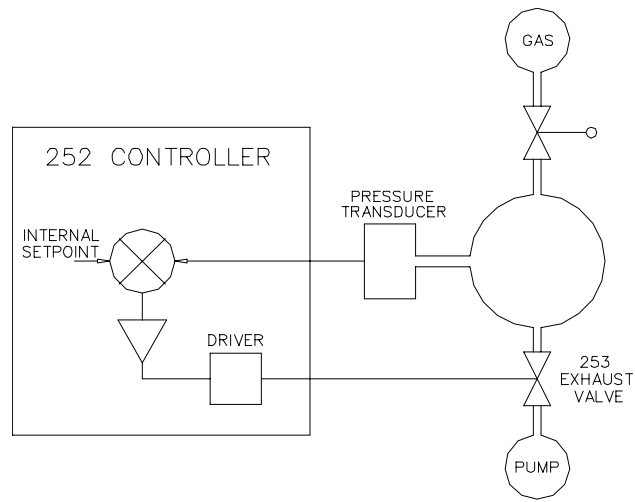 GAS
252 CONTROLLER
PRESSURE
TRANSDUCER
INTERNAL
SETPOINT
DRIVER
253
EXHAUST
VALVE
PUMP